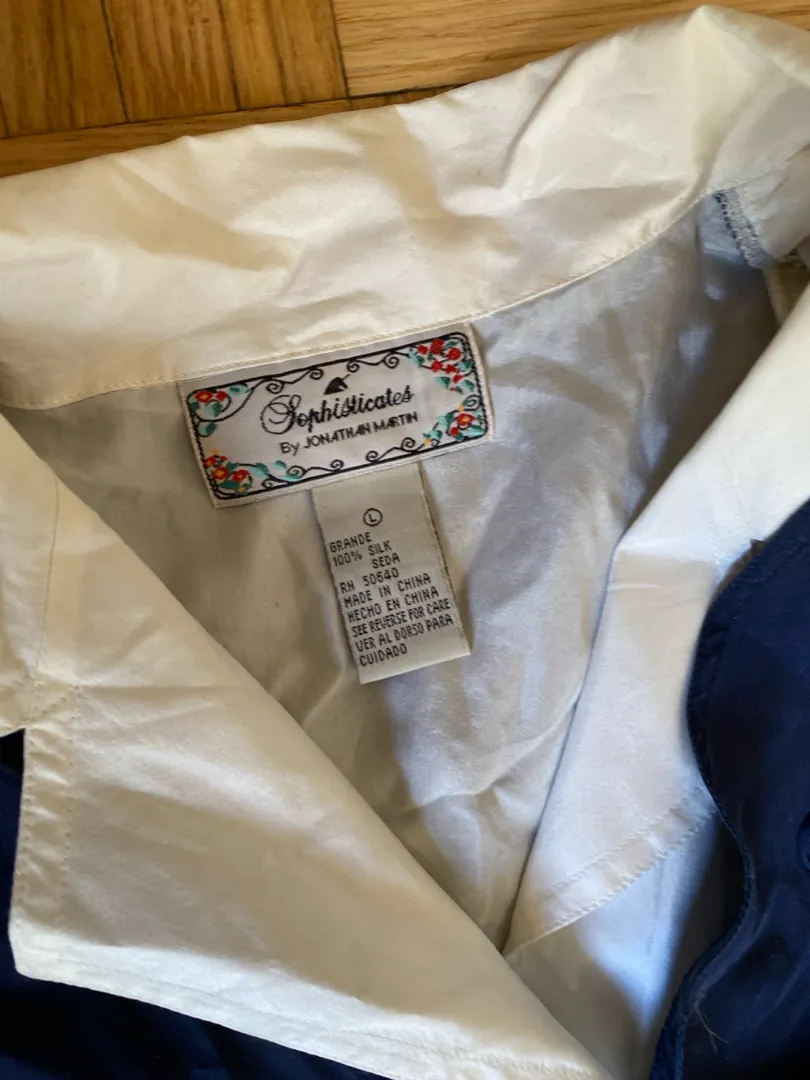 Sophisticates
By JONATHAN MARTIN
L
GRANDE
100% SILK
SEDA
RN 50640
MADE IN CHINA
HECHO EN CHINA
SEE REVERSE FOR CARE
VER AL DORSO PARA
CUIDADO